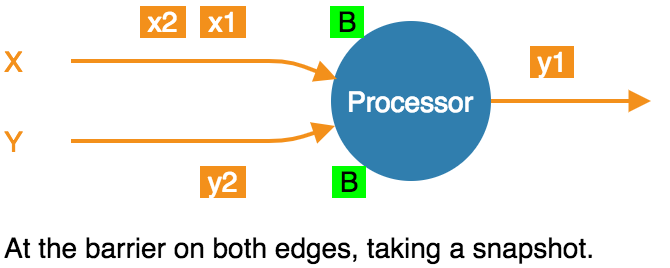 x2 x1 B
y1
X
Processor
Y
y2 B
At the barrier on both edges, taking a snapshot.